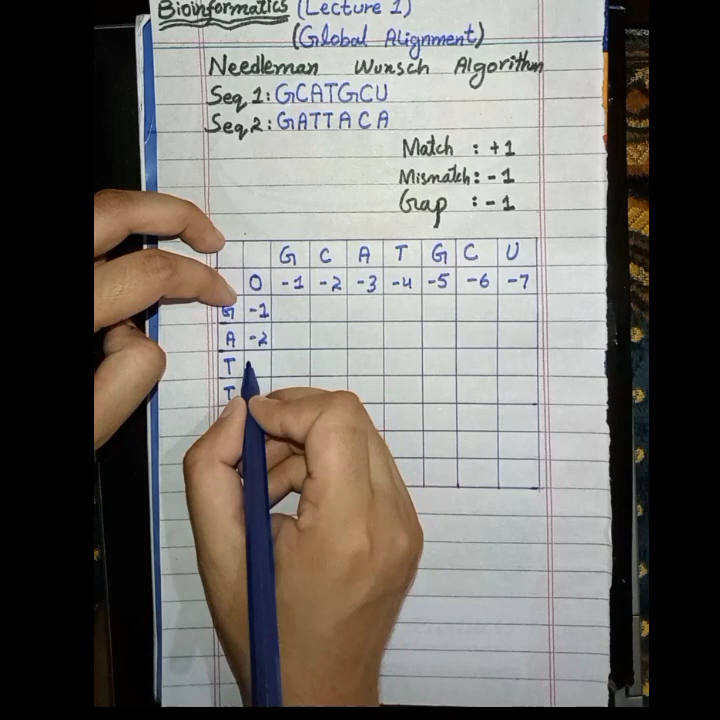 Bioinformatics (Lecture 1)
(Global Alignment)
Needleman Wunsch Algorithm
Seq 1: GCATGCU
Seq 2: GATTACA
Match : +1
Mismatch : -1
Gap : -1
G C A T G C U
0 -1 -2 -3 -4 -5 -6 -7
G -1
A -2
T
T